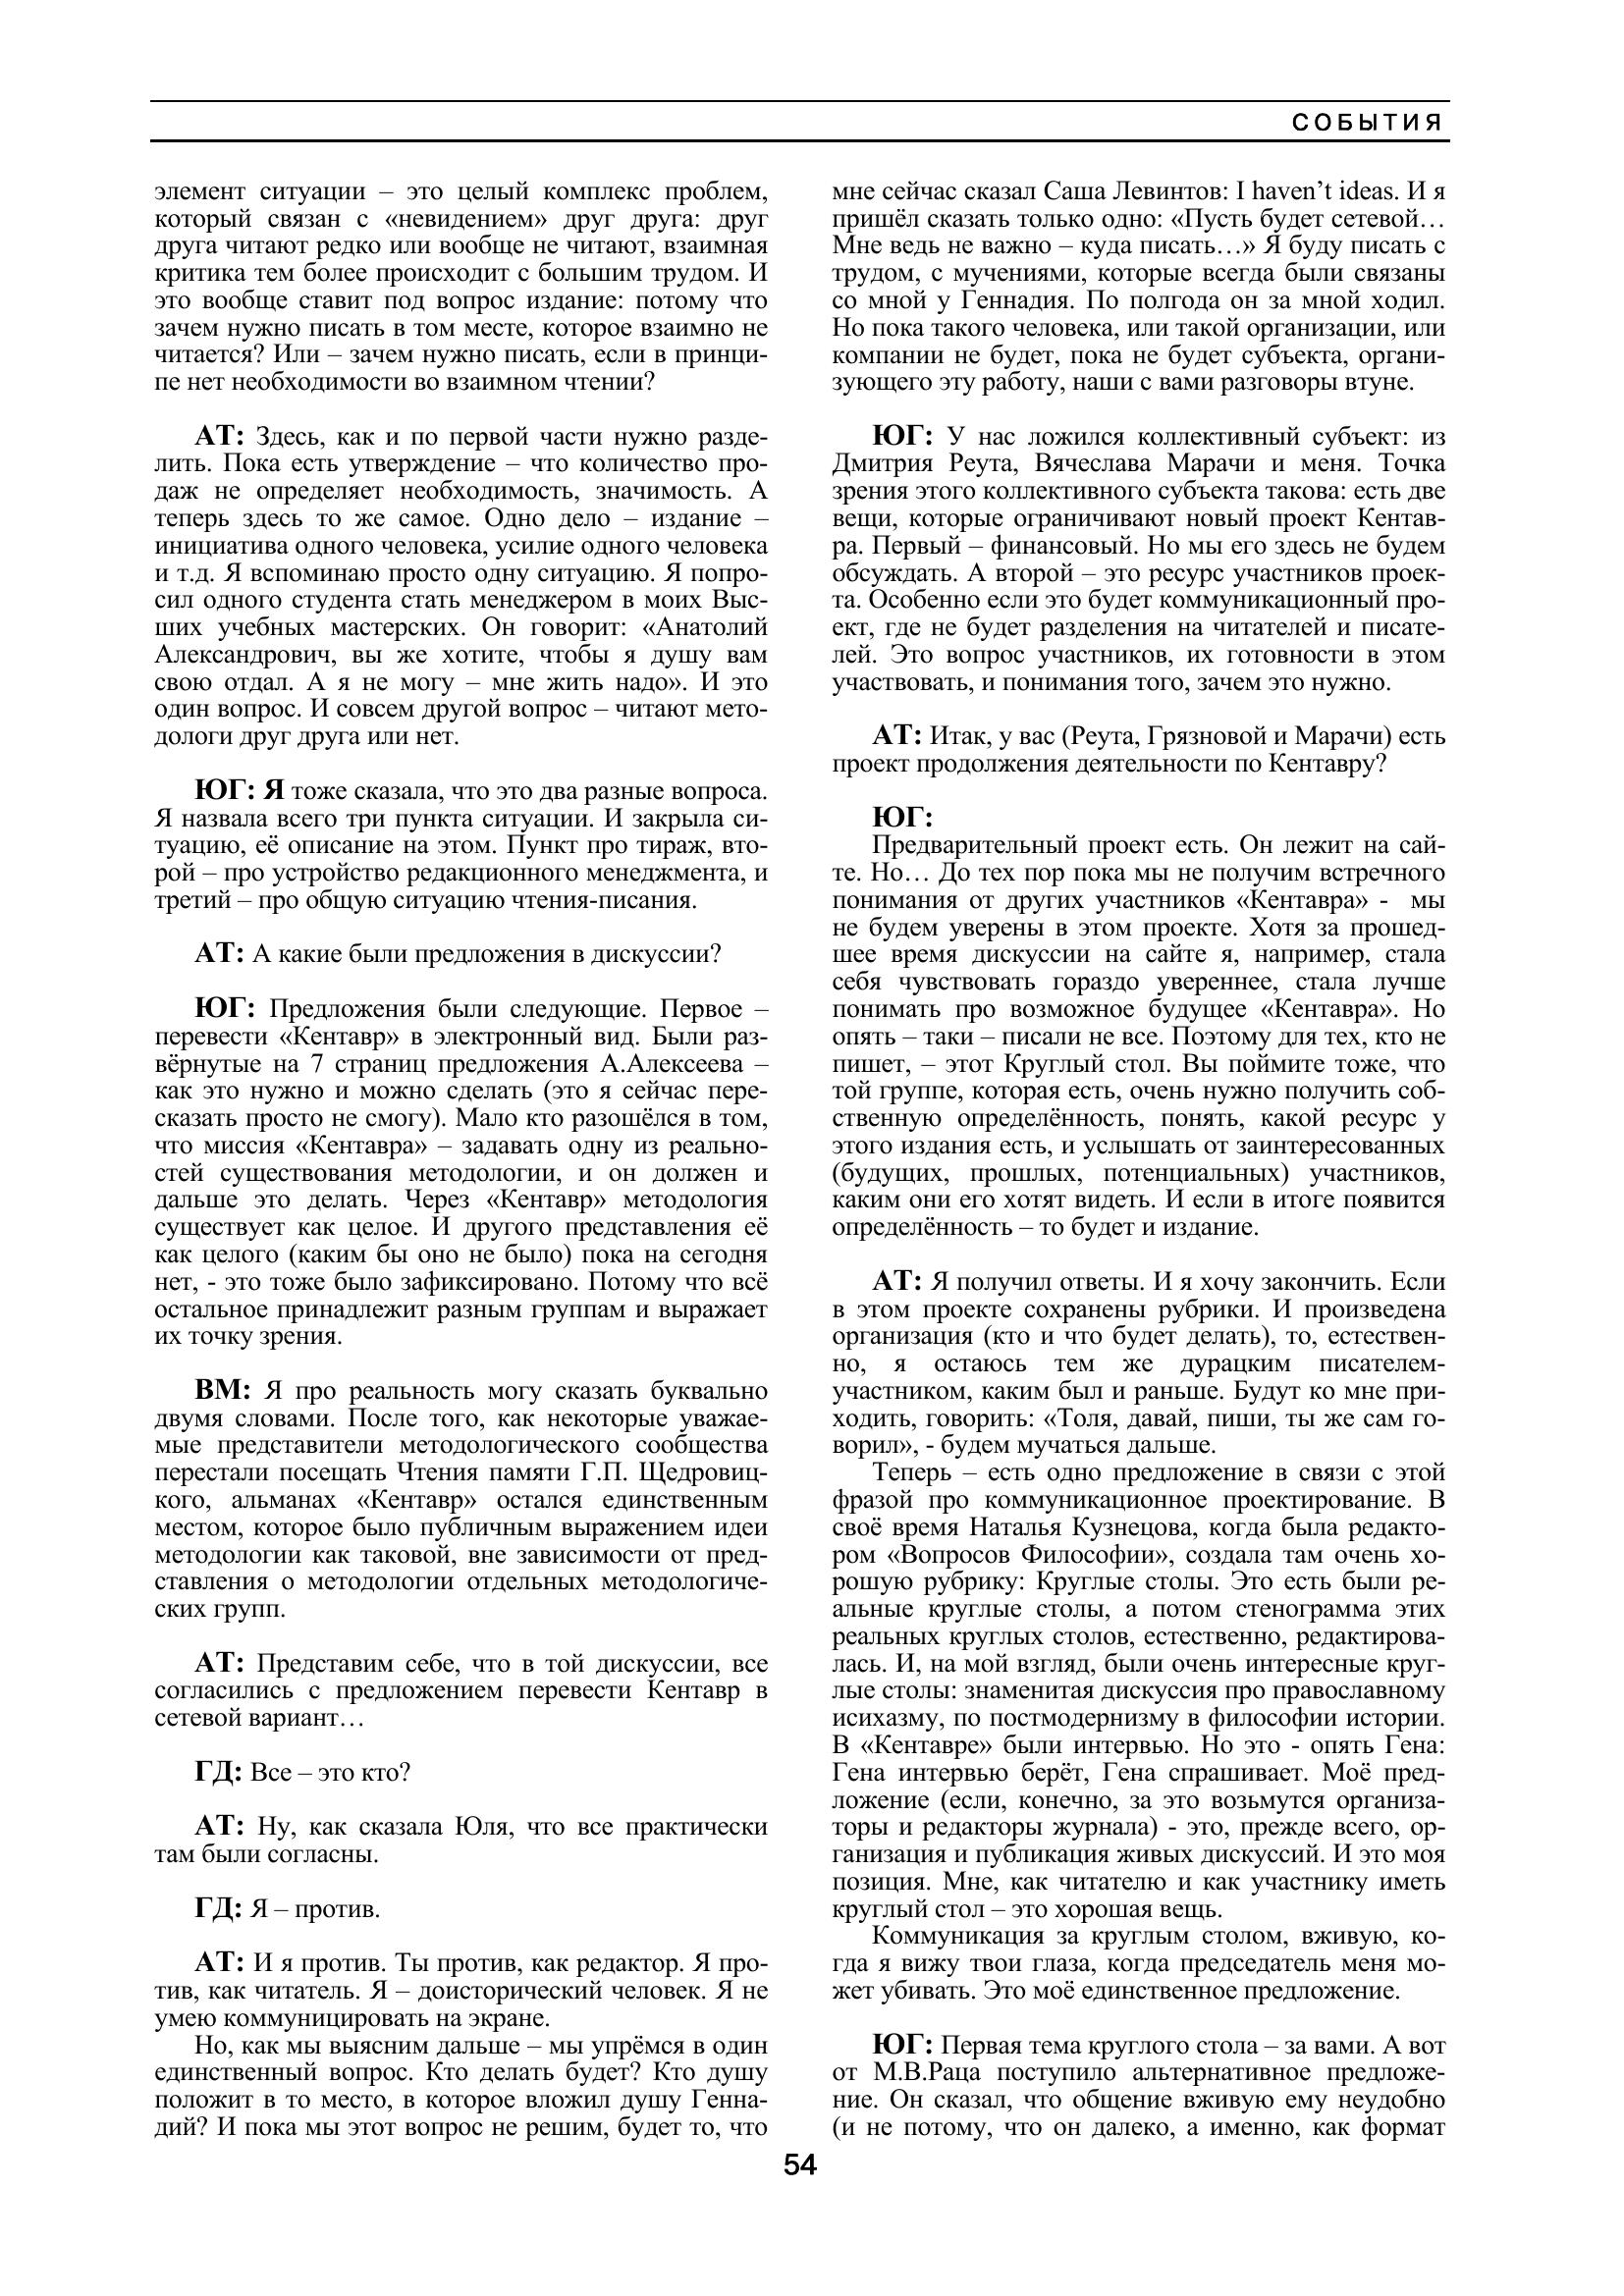 СОБЫТИЯ
элемент ситуации – это целый комплекс проблем,
который связан с «невидением» друг друга: друг
друга читают редко или вообще не читают, взаимная
критика тем более происходит с большим трудом. И
это вообще ставит под вопрос издание: потому что
зачем нужно писать в том месте, которое взаимно не
читается? Или – зачем нужно писать, если в принци-
пе нет необходимости во взаимном чтении?
АТ: Здесь, как и по первой части нужно разде-
лить. Пока есть утверждение – что количество про-
даж не определяет необходимость, значимость. А
теперь здесь то же самое. Одно дело – издание –
инициатива одного человека, усилие одного человека
и т.д. Я вспоминаю просто одну ситуацию. Я попро-
сил одного студента стать менеджером в моих Выс-
ших учебных мастерских. Он говорит: «Анатолий
Александрович, вы же хотите, чтобы я душу вам
свою отдал. А я не могу – мне жить надо». И это
один вопрос. И совсем другой вопрос – читают мето-
дологи друг друга или нет.
ЮГ: Я тоже сказала, что это два разные вопроса.
Я назвала всего три пункта ситуации. И закрыла си-
туацию, её описание на этом. Пункт про тираж, вто-
рой – про устройство редакционного менеджмента, и
третий – про общую ситуацию чтения-писания.
АТ: А какие были предложения в дискуссии?
ЮГ: Предложения были следующие. Первое –
перевести «Кентавр» в электронный вид. Были раз-
вёрнутые на 7 страниц предложения А.Алексеева –
как это нужно и можно сделать (это я сейчас пере-
сказать просто не смогу). Мало кто разошёлся в том,
что миссия «Кентавра» – задавать одну из реально-
стей существования методологии, и он должен и
дальше это делать. Через «Кентавр» методология
существует как целое. И другого представления её
как целого (каким бы оно не было) пока на сегодня
нет, - это тоже было зафиксировано. Потому что всё
остальное принадлежит разным группам и выражает
их точку зрения.
ВМ: Я про реальность могу сказать буквально
двумя словами. После того, как некоторые уважае-
мые представители методологического сообщества
перестали посещать Чтения памяти Г.П. Щедровиц-
кого, альманах «Кентавр» остался единственным
местом, которое было публичным выражением идеи
методологии как таковой, вне зависимости от пред-
ставления о методологии отдельных методологиче-
ских групп.
АТ: Представим себе, что в той дискуссии, все
согласились с предложением перевести Кентавр в
сетевой вариант…
ГД: Все – это кто?
АТ: Ну, как сказала Юля, что все практически
там были согласны.
ГД: Я – против.
АТ: И я против. Ты против, как редактор. Я про-
тив, как читатель. Я – доисторический человек. Я не
умею коммуницировать на экране.
Но, как мы выясним дальше – мы упрёмся в один
единственный вопрос. Кто делать будет? Кто душу
положит в то место, в которое вложил душу Генна-
дий? И пока мы этот вопрос не решим, будет то, что
мне сейчас сказал Саша Левинтов: I haven’t ideas. И я
пришёл сказать только одно: «Пусть будет сетевой…
Мне ведь не важно – куда писать…» Я буду писать с
трудом, с мучениями, которые всегда были связаны
со мной у Геннадия. По полгода он за мной ходил.
Но пока такого человека, или такой организации, или
компании не будет, пока не будет субъекта, органи-
зующего эту работу, наши с вами разговоры втуне.
ЮГ: У нас ложился коллективный субъект: из
Дмитрия Реута, Вячеслава Марачи и меня. Точка
зрения этого коллективного субъекта такова: есть две
вещи, которые ограничивают новый проект Кентав-
ра. Первый – финансовый. Но мы его здесь не будем
обсуждать. А второй – это ресурс участников проек-
та. Особенно если это будет коммуникационный про-
ект, где не будет разделения на читателей и писате-
лей. Это вопрос участников, их готовности в этом
участвовать, и понимания того, зачем это нужно.
АТ: Итак, у вас (Реута, Грязновой и Марачи) есть
проект продолжения деятельности по Кентавру?
ЮГ:
Предварительный проект есть. Он лежит на сай-
те. Но… До тех пор пока мы не получим встречного
понимания от других участников «Кентавра» - мы
не будем уверены в этом проекте. Хотя за прошед-
шее время дискуссии на сайте я, например, стала
себя чувствовать гораздо увереннее, стала лучше
понимать про возможное будущее «Кентавра». Но
опять – таки – писали не все. Поэтому для тех, кто не
пишет, – этот Круглый стол. Вы поймите тоже, что
той группе, которая есть, очень нужно получить соб-
ственную определённость, понять, какой ресурс у
этого издания есть, и услышать от заинтересованных
(будущих, прошлых, потенциальных) участников,
каким они его хотят видеть. И если в итоге появится
определённость – то будет и издание.
АТ: Я получил ответы. И я хочу закончить. Если
в этом проекте сохранены рубрики. И произведена
организация (кто и что будет делать), то, естествен-
но, я остаюсь тем же дурацким писателем-
участником, каким был и раньше. Будут ко мне при-
ходить, говорить: «Толя, давай, пиши, ты же сам го-
ворил», - будем мучаться дальше.
Теперь – есть одно предложение в связи с этой
фразой про коммуникационное проектирование. В
своё время Наталья Кузнецова, когда была редакто-
ром «Вопросов Философии», создала там очень хо-
рошую рубрику: Круглые столы. Это есть были ре-
альные круглые столы, а потом стенограмма этих
реальных круглых столов, естественно, редактирова-
лась. И, на мой взгляд, были очень интересные круг-
лые столы: знаменитая дискуссия про православному
исихазму, по постмодернизму в философии истории.
В «Кентавре» были интервью. Но это - опять Гена:
Гена интервью берёт, Гена спрашивает. Моё пред-
ложение (если, конечно, за это возьмутся организа-
торы и редакторы журнала) - это, прежде всего, ор-
ганизация и публикация живых дискуссий. И это моя
позиция. Мне, как читателю и как участнику иметь
круглый стол – это хорошая вещь.
Коммуникация за круглым столом, вживую, ко-
гда я вижу твои глаза, когда председатель меня мо-
жет убивать. Это моё единственное предложение.
ЮГ: Первая тема круглого стола – за вами. А вот
от М.В.Раца поступило альтернативное предложе-
ние. Он сказал, что общение вживую ему неудобно
(и не потому, что он далеко, а именно, как формат
54